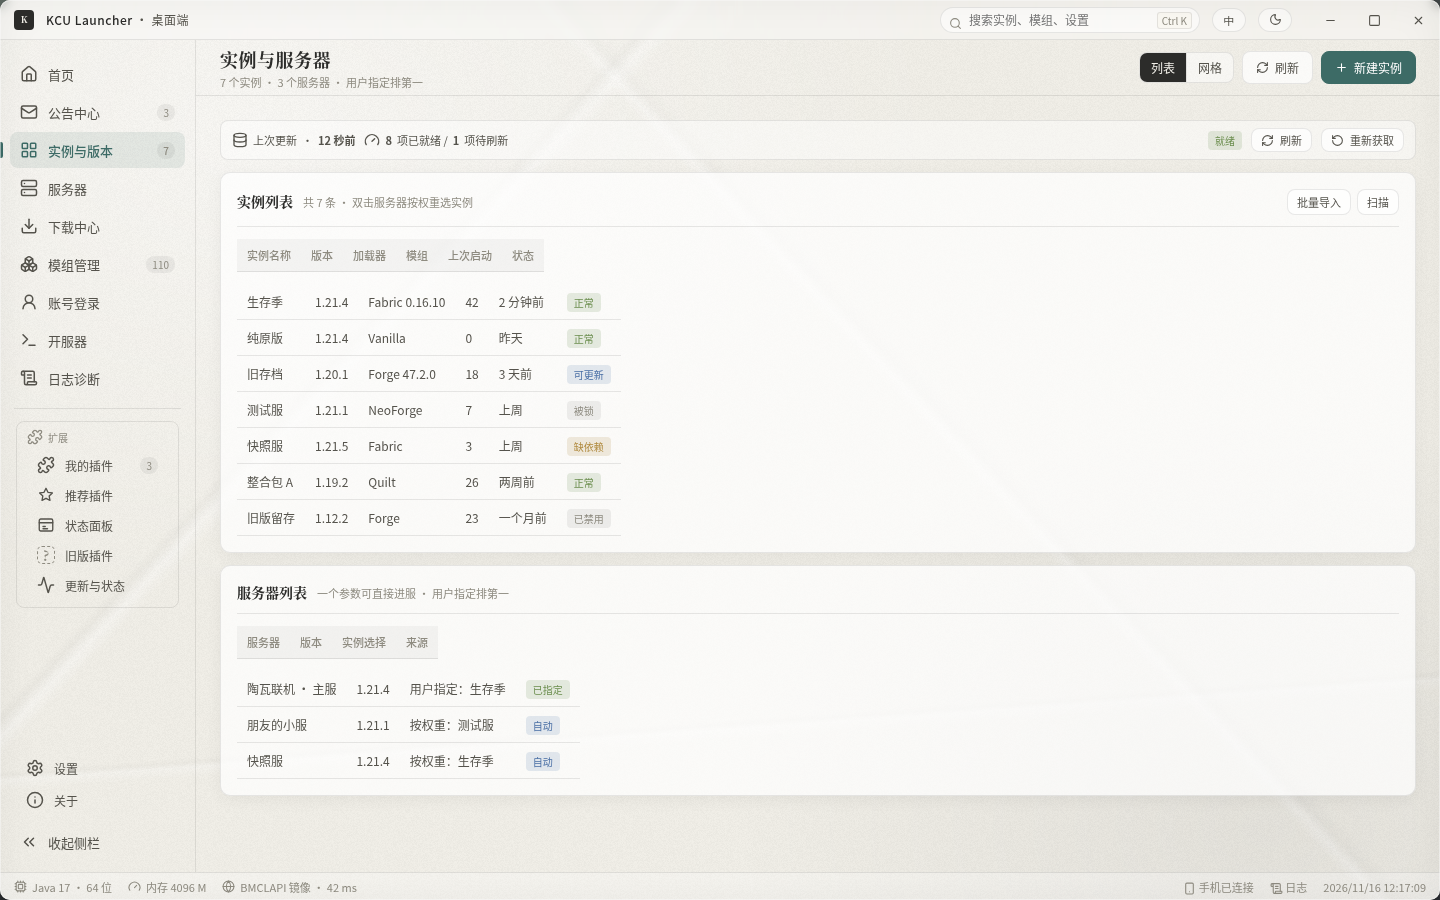 K KCU Launcher · 桌面端 搜索实例、模组、设置 Ctrl K 中
首页
公告中心 3
实例与版本 7
服务器
下载中心
模组管理 110
账号登录
开服器
日志诊断
扩展
我的插件 3
推荐插件
状态面板
? 旧版插件
更新与状态
设置
关于
收起侧栏
实例与服务器
7 个实例 · 3 个服务器 · 用户指定排第一
列表 网格 刷新 新建实例
上次更新 · 12 秒前 8 项已就绪 / 1 项待刷新 就绪 刷新 重新获取
实例列表 共 7 条 · 双击服务器按权重选实例 批量导入 扫描
实例名称 版本 加载器 模组 上次启动 状态
生存季 1.21.4 Fabric 0.16.10 42 2 分钟前 正常
纯原版 1.21.4 Vanilla 0 昨天 正常
旧存档 1.20.1 Forge 47.2.0 18 3 天前 可更新
测试服 1.21.1 NeoForge 7 上周 被锁
快照服 1.21.5 Fabric 3 上周 缺依赖
整合包 A 1.19.2 Quilt 26 两周前 正常
旧版留存 1.12.2 Forge 23 一个月前 已禁用
服务器列表 一个参数可直接进服 · 用户指定排第一
服务器 版本 实例选择 来源
陶瓦联机 · 主服 1.21.4 用户指定：生存季 已指定
朋友的小服 1.21.1 按权重：测试服 自动
快照服 1.21.4 按权重：生存季 自动
Java 17 · 64 位 内存 4096 M BMCLAPI 镜像 · 42 ms 手机已连接 日志 2026/11/16 12:17:09